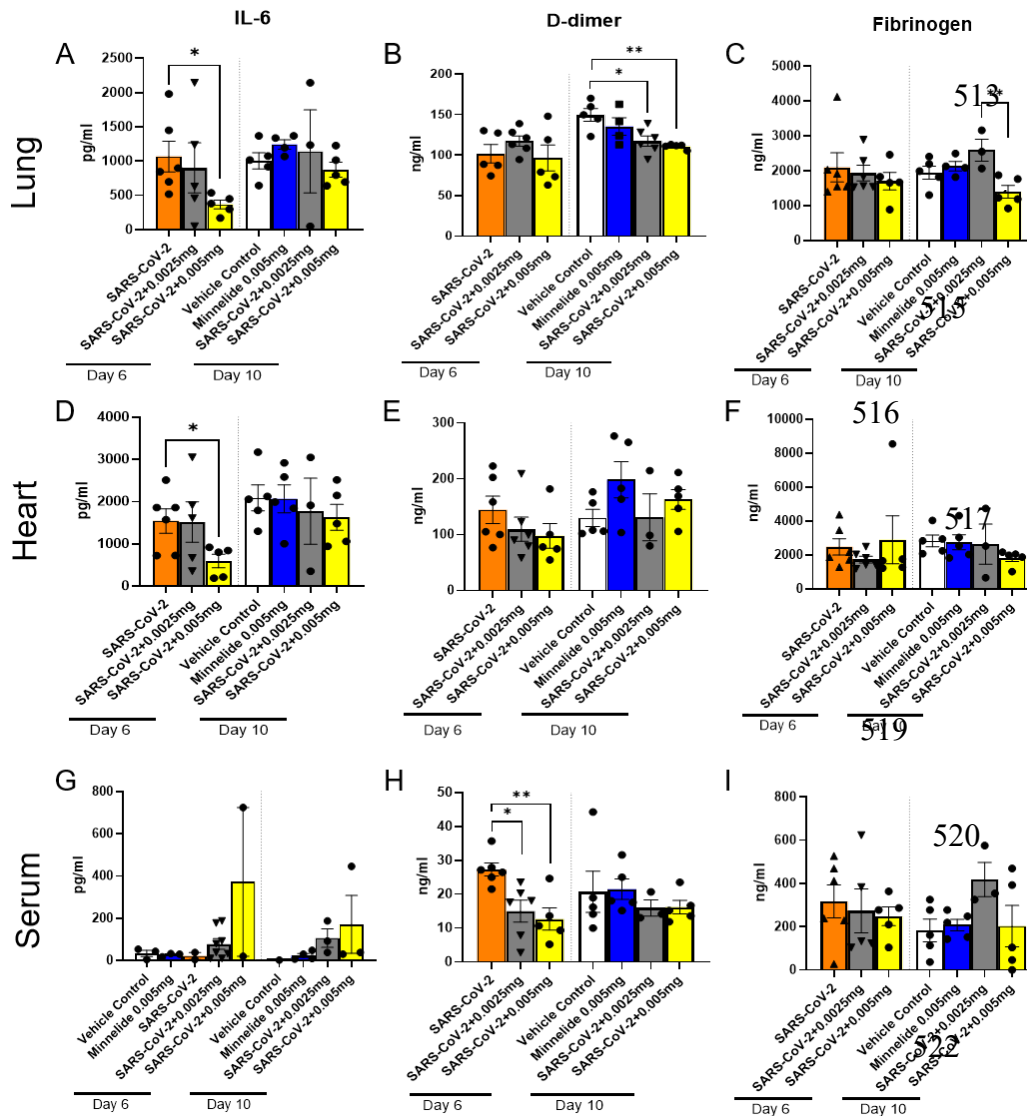 IL-6
D-dimer
Fibrinogen
Lung
A
2500
2000
1500
1000
500
0
pg/ml
*
SARS-CoV-2
SARS-CoV-2+0.0025mg
SARS-CoV-2+0.005mg
Vehicle Control
Minnelide 0.005mg
SARS-CoV-2+0.0025mg
SARS-CoV-2+0.005mg
Day 6
Day 10
B
200
150
100
50
0
ng/ml
**
*
SARS-CoV-2
SARS-CoV-2+0.0025mg
SARS-CoV-2+0.005mg
Vehicle Control
Minnelide 0.005mg
SARS-CoV-2+0.0025mg
SARS-CoV-2+0.005mg
Day 6
Day 10
C
5000
4000
3000
2000
1000
0
ng/ml
513
**
SARS-CoV-2
SARS-CoV-2+0.0025mg
SARS-CoV-2+0.005mg
Vehicle Control
Minnelide 0.005mg
515
SARS-CoV-2+0.0025mg
SARS-CoV-2+0.005mg
Day 6
Day 10
Heart
D
4000
3000
2000
1000
0
pg/ml
*
SARS-CoV-2
SARS-CoV-2+0.0025mg
SARS-CoV-2+0.005mg
Vehicle Control
Minnelide 0.005mg
SARS-CoV-2+0.0025mg
SARS-CoV-2+0.005mg
Day 6
Day 10
E
300
200
100
0
ng/ml
SARS-CoV-2
SARS-CoV-2+0.0025mg
SARS-CoV-2+0.005mg
Vehicle Control
Minnelide 0.005mg
SARS-CoV-2+0.0025mg
SARS-CoV-2+0.005mg
Day 6
Day 10
F
516
10000
8000
6000
4000
2000
0
ng/ml
517
SARS-CoV-2
SARS-CoV-2+0.0025mg
SARS-CoV-2+0.005mg
Vehicle Control
Minnelide 0.005mg
SARS-CoV-2+0.0025mg
SARS-CoV-2+0.005mg
Day 6
Day 10
519
Serum
G
800
600
400
200
0
pg/ml
Vehicle Control
Minnelide 0.005mg
SARS-CoV-2
SARS-CoV-2+0.0025mg
SARS-CoV-2+0.005mg
Vehicle Control
Minnelide 0.005mg
SARS-CoV-2+0.0025mg
SARS-CoV-2+0.005mg
Day 6
Day 10
H
50
40
30
20
10
0
ng/ml
**
*
SARS-CoV-2
SARS-CoV-2+0.0025mg
SARS-CoV-2+0.005mg
Vehicle Control
Minnelide 0.005mg
SARS-CoV-2+0.0025mg
SARS-CoV-2+0.005mg
Day 6
Day 10
I
800
600
400
200
0
ng/ml
520
SARS-CoV-2
SARS-CoV-2+0.0025mg
SARS-CoV-2+0.005mg
Vehicle Control
Minnelide 0.005mg
522
SARS-CoV-2+0.0025mg
SARS-CoV-2+0.005mg
Day 6
Day 10